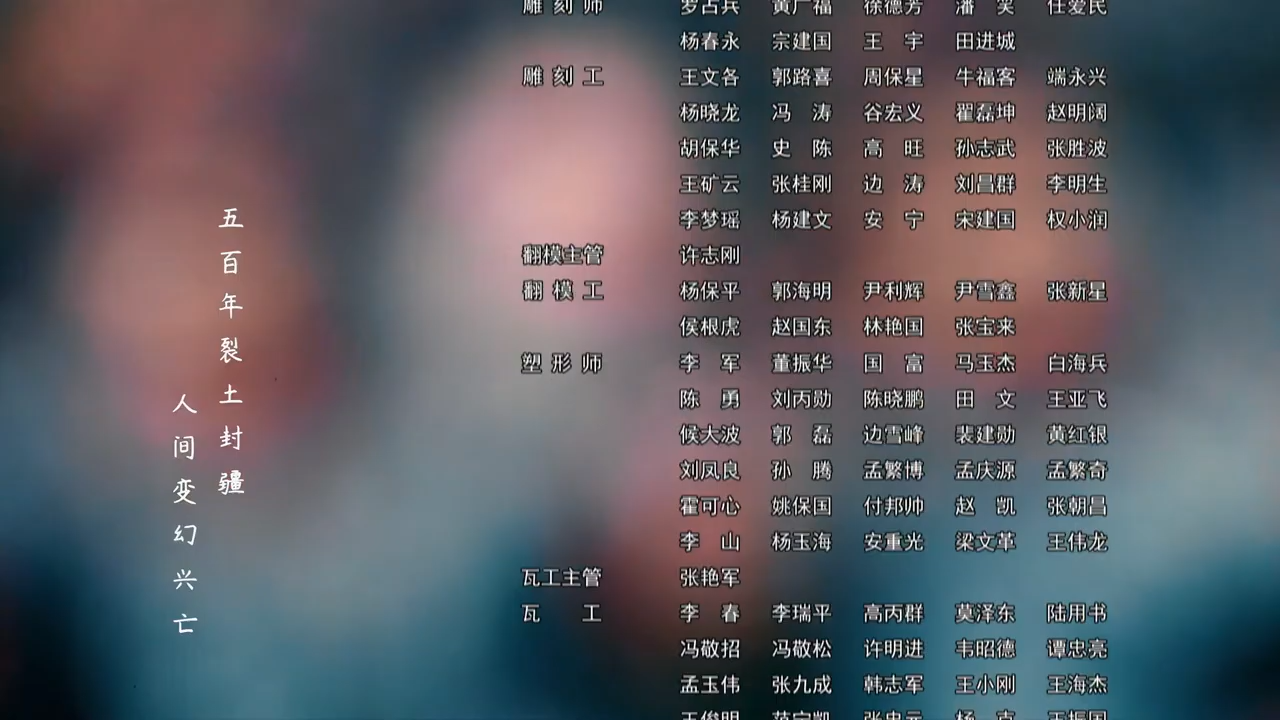 五百年裂土封疆
人间变幻兴亡
雕刻师 罗占兵 黄广福 徐德芳 潘笑 任爱民
杨春永 宗建国 王宇 田进城
雕刻工 王文各 郭路喜 周保星 牛福客 端永兴
杨晓龙 冯涛 谷宏义 翟磊坤 赵明阔
胡保华 史陈 高旺 孙志武 张胜波
王矿云 张桂刚 边涛 刘昌群 李明生
李梦瑶 杨建文 安宁 宋建国 权小润
翻模主管 许志刚
翻模工 杨保平 郭海明 尹利辉 尹雪鑫 张新星
侯根虎 赵国东 林艳国 张宝来
塑形师 李军 董振华 国富 马玉杰 白海兵
陈勇 刘丙勋 陈晓鹏 田文 王亚飞
候大波 郭磊 边雪峰 裴建勋 黄红银
刘凤良 孙腾 孟繁博 孟庆源 孟繁奇
霍可心 姚保国 付邦帅 赵凯 张朝昌
李山 杨玉海 安重光 梁文革 王伟龙
瓦工主管 张艳军
瓦工 李春 李瑞平 高丙群 莫泽东 陆用书
冯敬招 冯敬松 许明进 韦昭德 谭忠亮
孟玉伟 张九成 韩志军 王小刚 王海杰